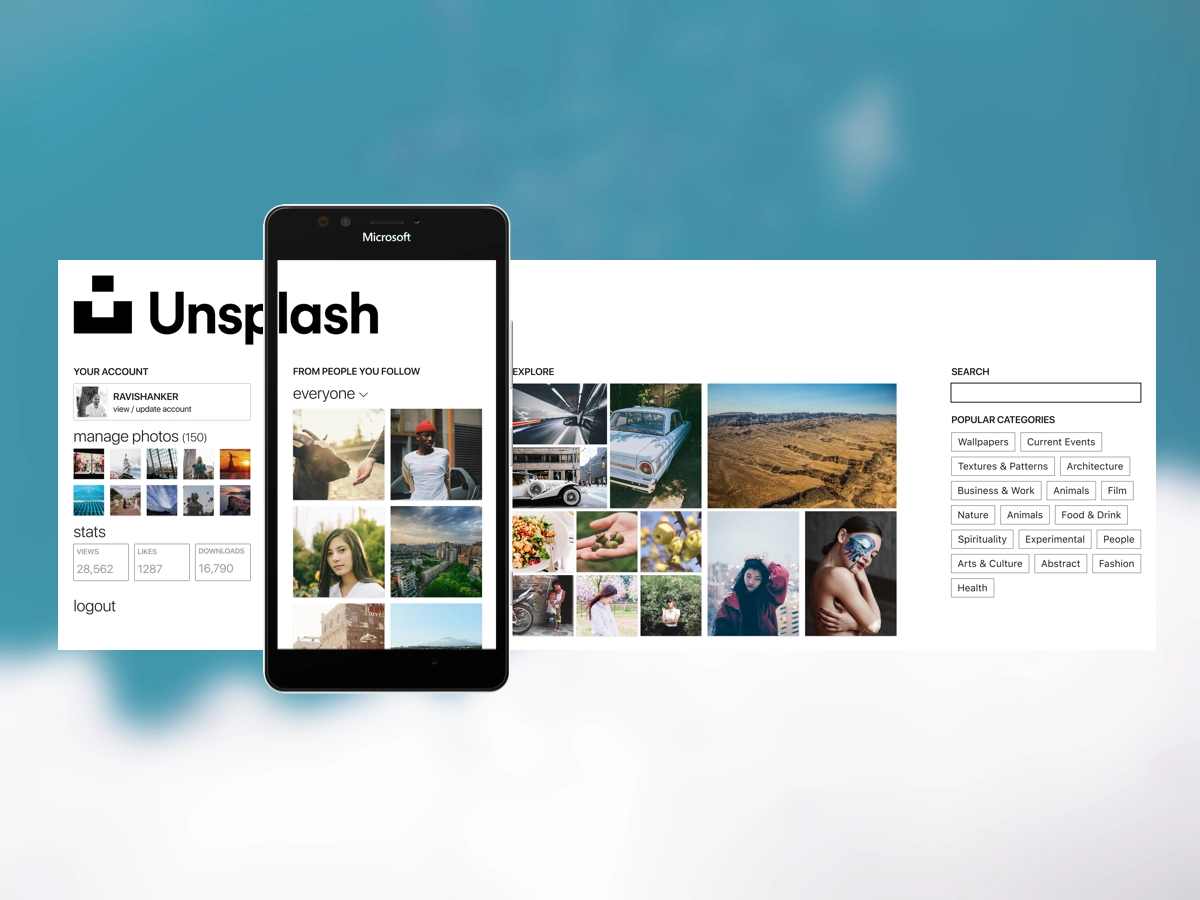 Microsoft
Unsplash
YOUR ACCOUNT
RAVISHANKER
view / update account
manage photos (150)
stats
VIEWS
28,562
LIKES
1287
DOWNLOADS
16,790
logout
FROM PEOPLE YOU FOLLOW
everyone
EXPLORE
SEARCH
POPULAR CATEGORIES
Wallpapers Current Events
Textures & Patterns Architecture
Business & Work Animals Film
Nature Animals Food & Drink
Spirituality Experimental People
Arts & Culture Abstract Fashion
Health